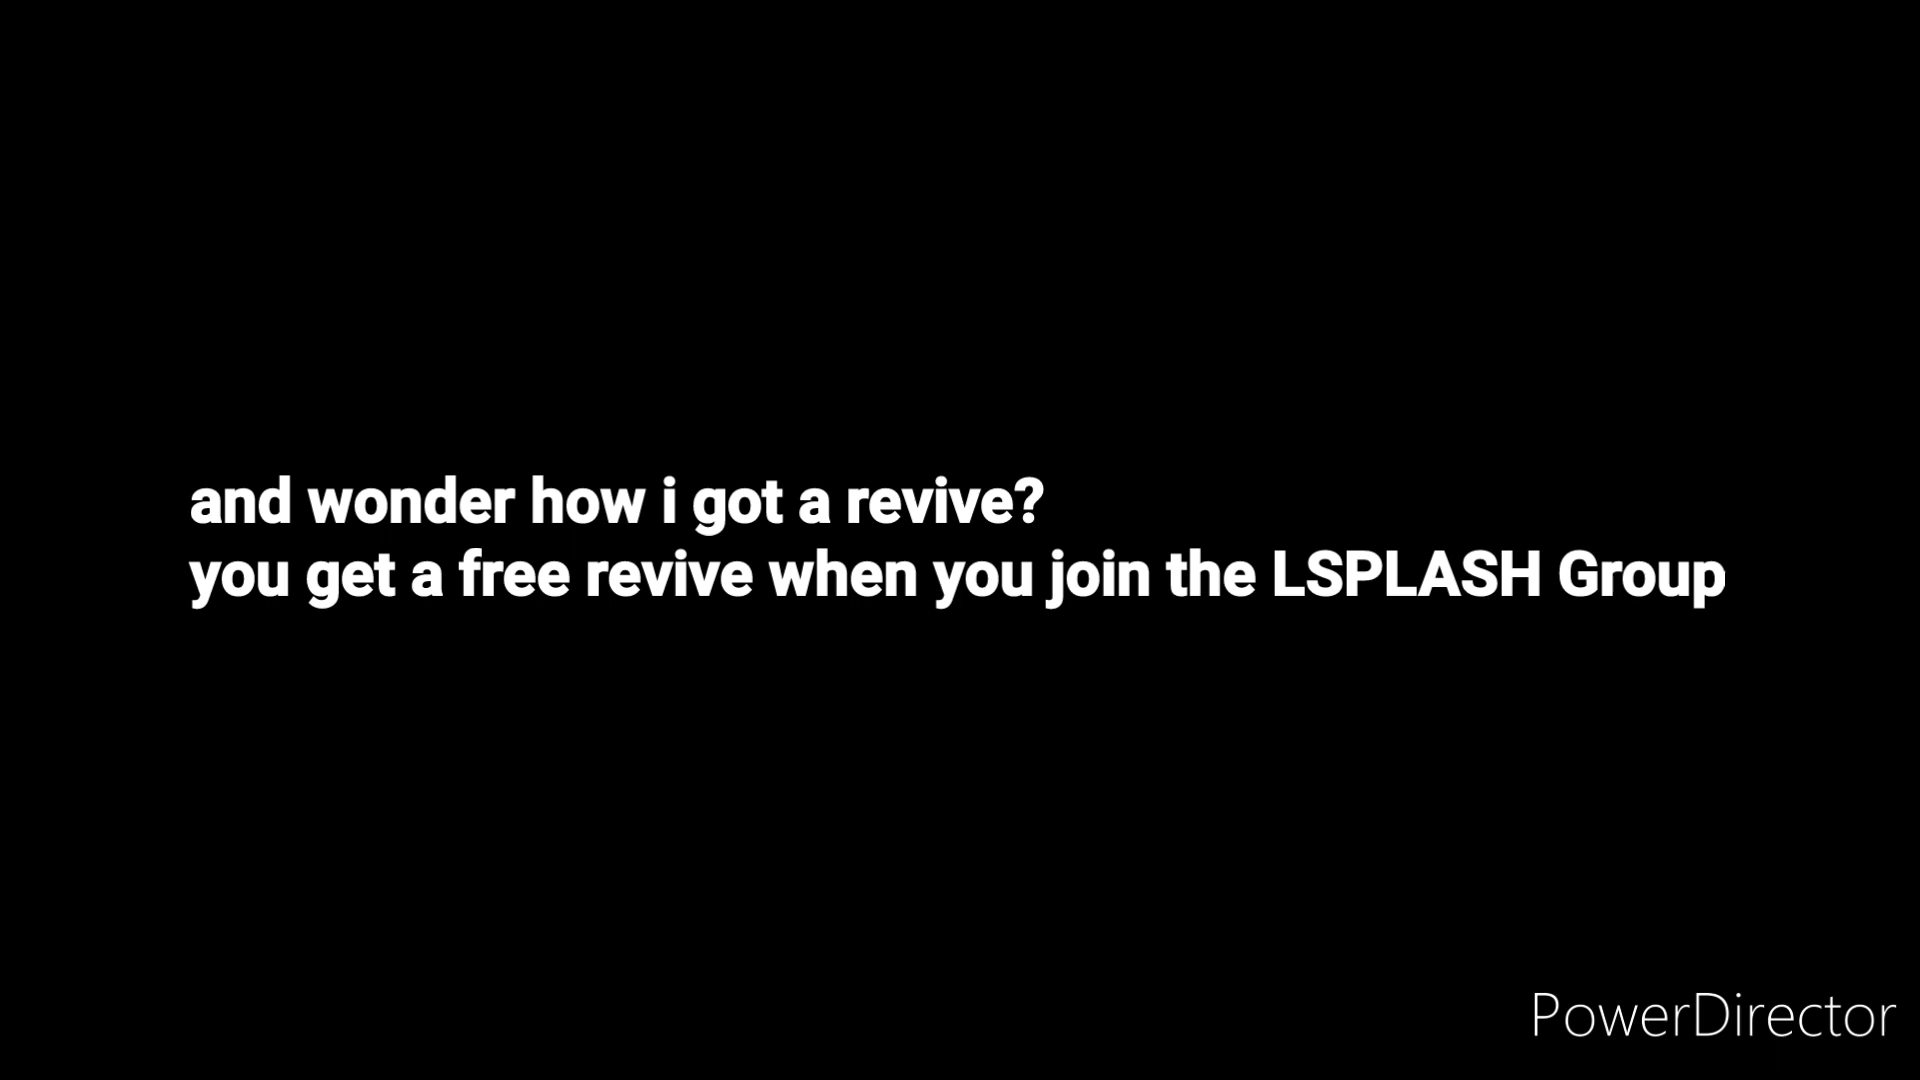 and wonder how i got a revive?
you get a free revive when you join the LSPLASH Group
PowerDirector